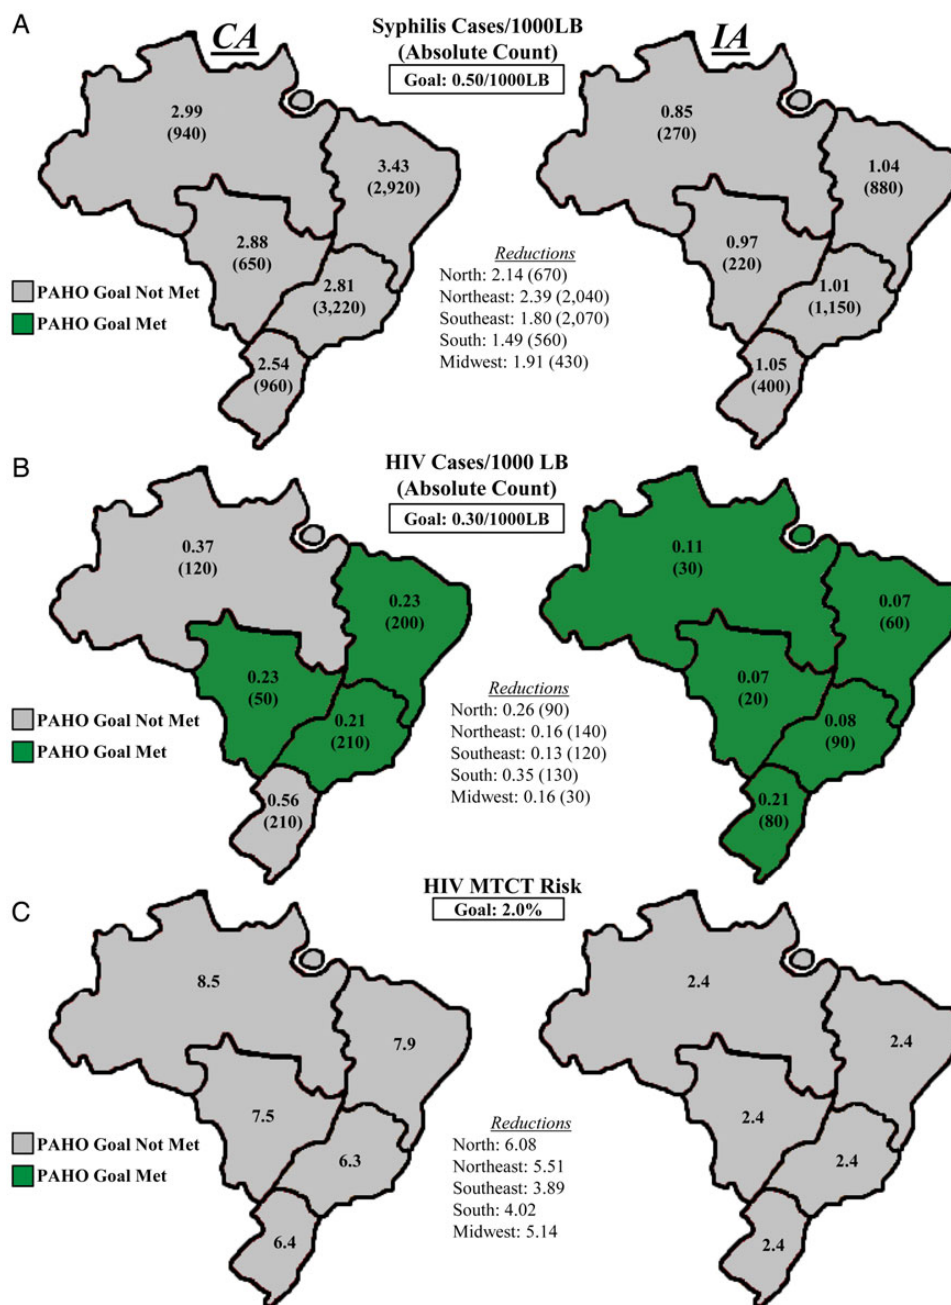 A
CA
Syphilis Cases/1000LB
(Absolute Count)
Goal: 0.50/1000LB
IA
2.99
(940)
3.43
(2,920)
2.88
(650)
2.81
(3,220)
2.54
(960)
PAHO Goal Not Met
PAHO Goal Met
Reductions
North: 2.14 (670)
Northeast: 2.39 (2,040)
Southeast: 1.80 (2,070)
South: 1.49 (560)
Midwest: 1.91 (430)
0.85
(270)
1.04
(880)
0.97
(220)
1.01
(1,150)
1.05
(400)
B
HIV Cases/1000 LB
(Absolute Count)
Goal: 0.30/1000LB
0.37
(120)
0.23
(200)
0.23
(50)
0.21
(210)
0.56
(210)
PAHO Goal Not Met
PAHO Goal Met
Reductions
North: 0.26 (90)
Northeast: 0.16 (140)
Southeast: 0.13 (120)
South: 0.35 (130)
Midwest: 0.16 (30)
0.11
(30)
0.07
(60)
0.07
(20)
0.08
(90)
0.21
(80)
C
HIV MTCT Risk
Goal: 2.0%
8.5
7.9
7.5
6.3
6.4
PAHO Goal Not Met
PAHO Goal Met
Reductions
North: 6.08
Northeast: 5.51
Southeast: 3.89
South: 4.02
Midwest: 5.14
2.4
2.4
2.4
2.4
2.4